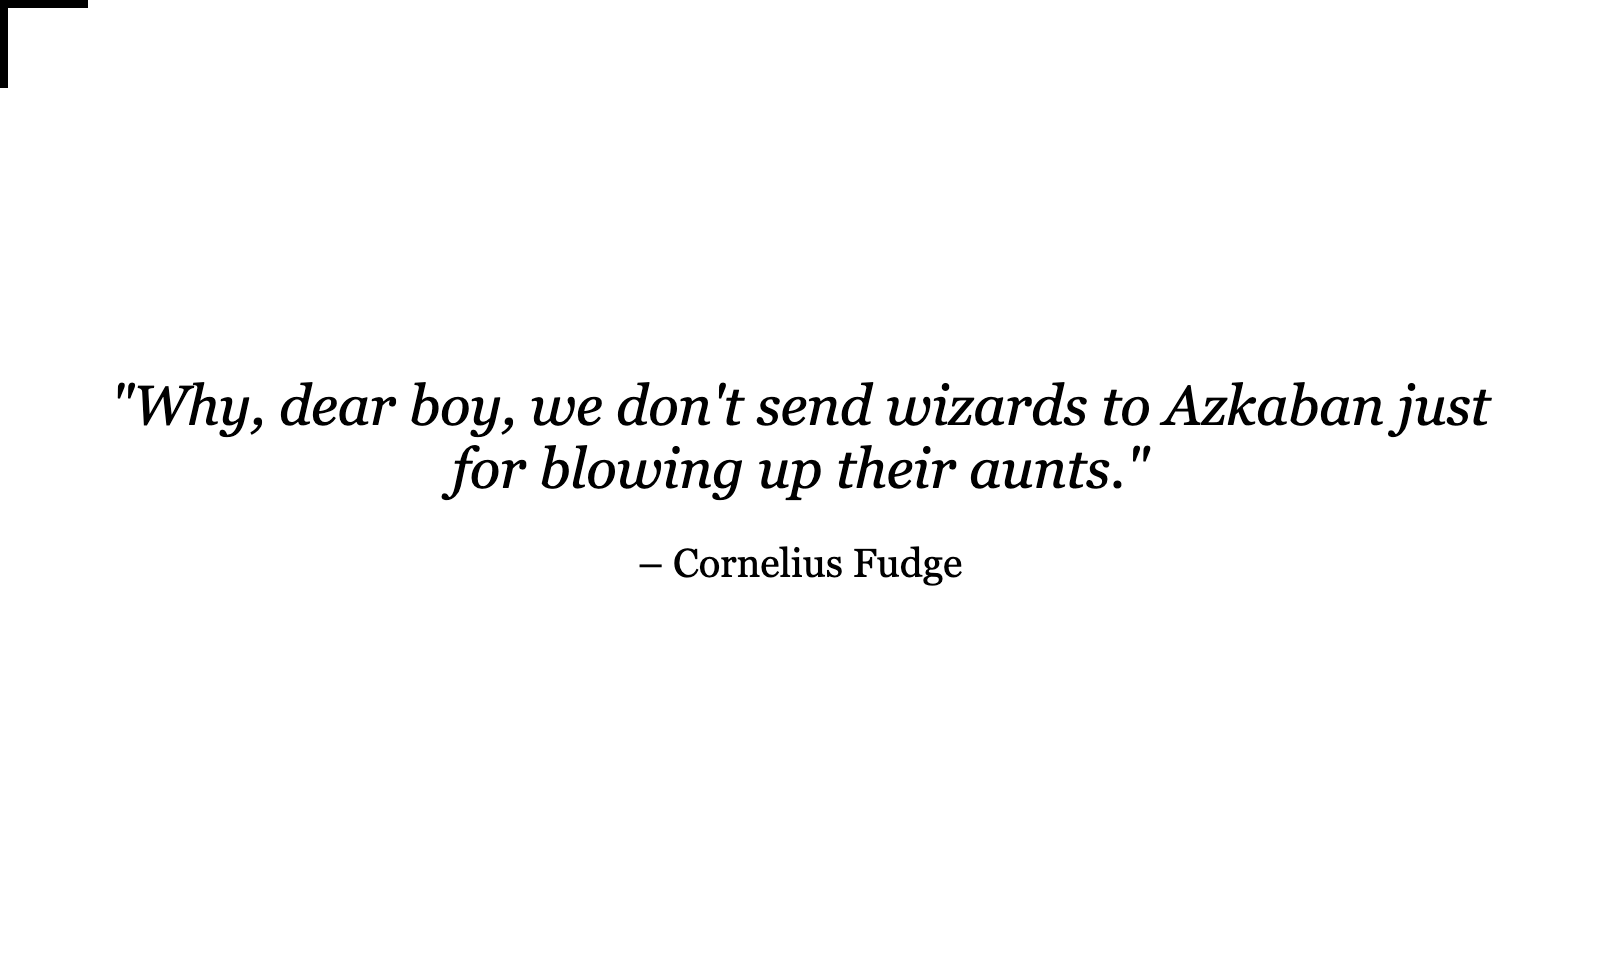 "Why, dear boy, we don't send wizards to Azkaban just
for blowing up their aunts."
– Cornelius Fudge